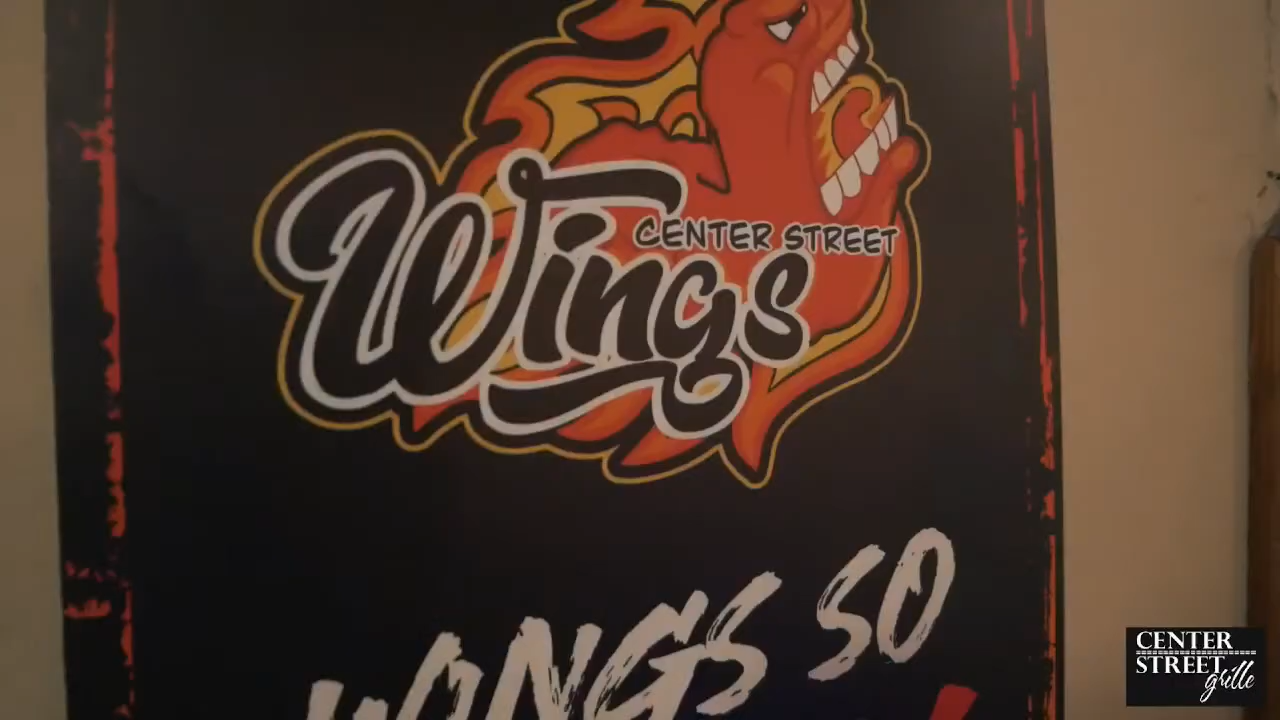 CENTER STREET
Wings
WINGS SO
CENTER
STREET
grille